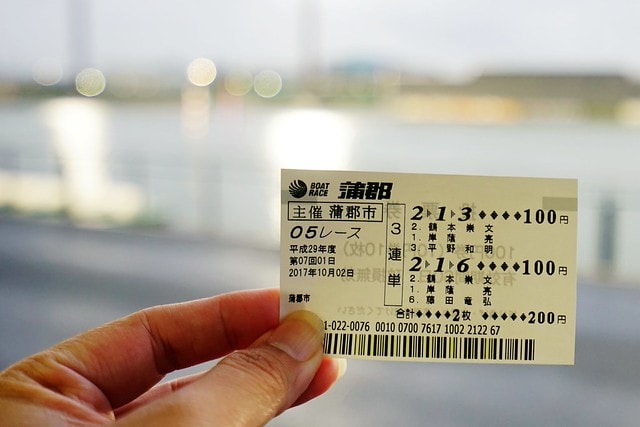 BOAT RACE 蒲郡
主催 蒲郡市
05レース
平成29年度
第07回01日
2017年10月02日
蒲郡市
3連単
2▸1▸3◆◆◆◆100円
2. 鶴本崇文
1. 岸蔭亮
3. 平野和明
2▸1▸6◆◆◆◆100円
2. 鶴本崇文
1. 岸蔭亮
6. 藤田竜弘
合計◆◆◆◆◆2枚◆◆◆◆◆200円
1-022-0076 0010 0700 7617 1002 2122 67